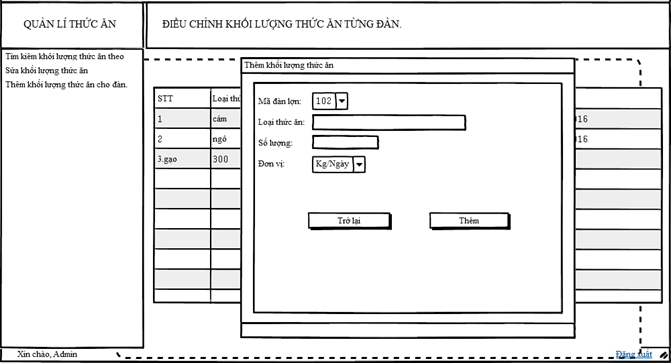 QUẢN LÍ THỨC ĂN
ĐIỀU CHỈNH KHỐI LƯỢNG THỨC ĂN TỪNG ĐÀN.
Tìm kiếm khối lượng thức ăn theo
Sửa khối lượng thức ăn
Thêm khối lượng thức ăn cho đàn.
Thêm khối lượng thức ăn
STT
Loại thứ
1
cám
016
2
ngô
016
3.gạo
300
Mã đàn lợn:
102
Loại thức ăn:
Số lượng:
Đơn vị:
Kg/Ngày
Trở lại
Thêm
Xin chào, Admin
Đăng xuất